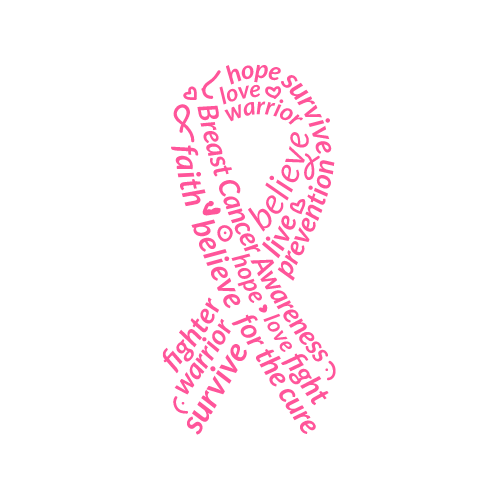 hope
survive
love
warrior
Breast Cancer Awareness
faith
believe
believe
live
prevention
hope
love fight
for the cure
fighter
warrior
survive